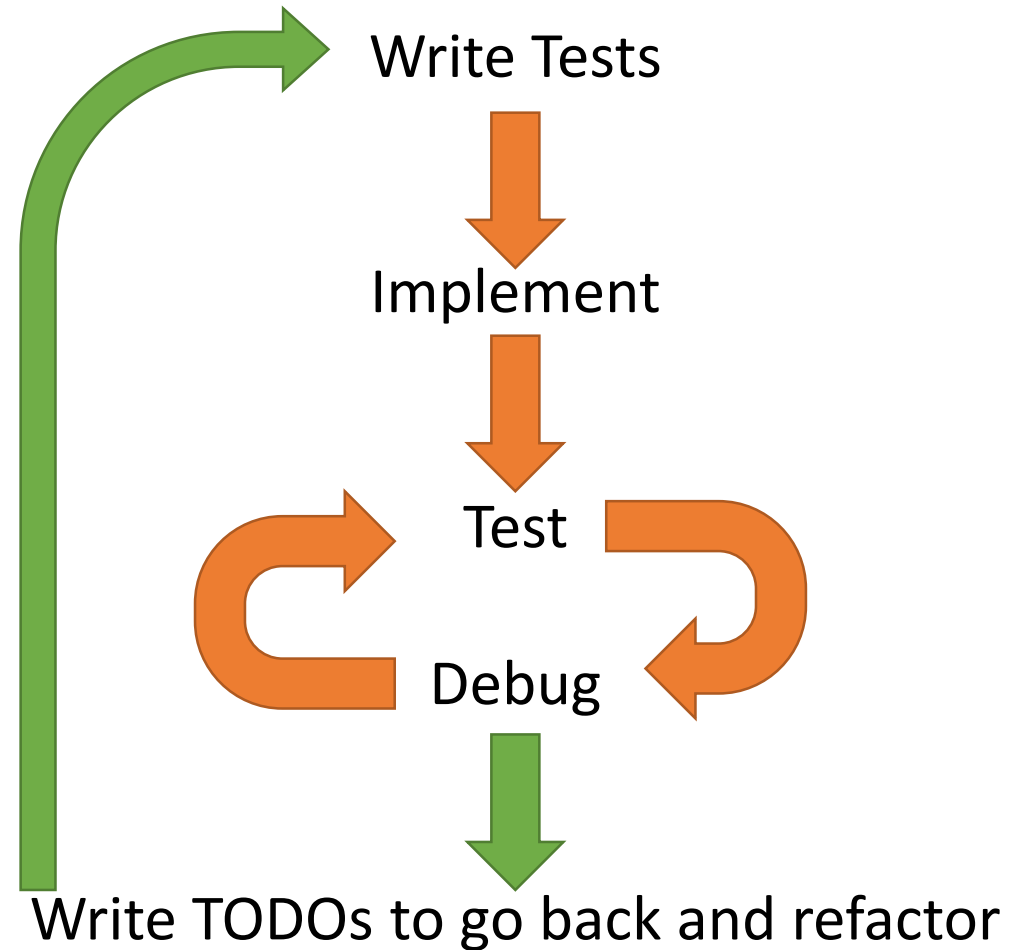 Write Tests
Implement
Test
Debug
Write TODOs to go back and refactor